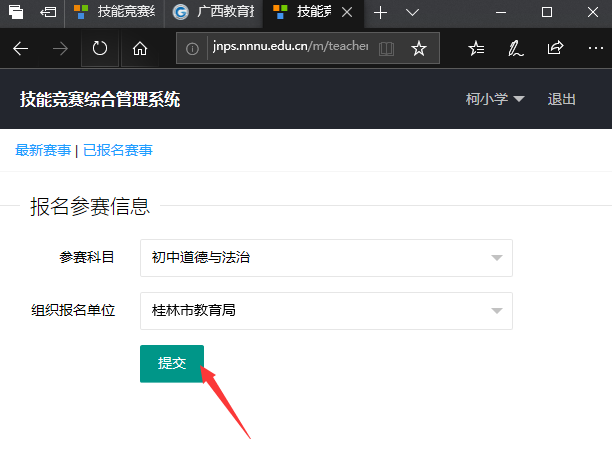 技能竞赛综 广西教育技 技能竞
jnps.nnnu.edu.cn/m/teacher
技能竞赛综合管理系统 柯小学 退出
最新赛事 | 已报名赛事
报名参赛信息
参赛科目 初中道德与法治
组织报名单位 桂林市教育局
提交